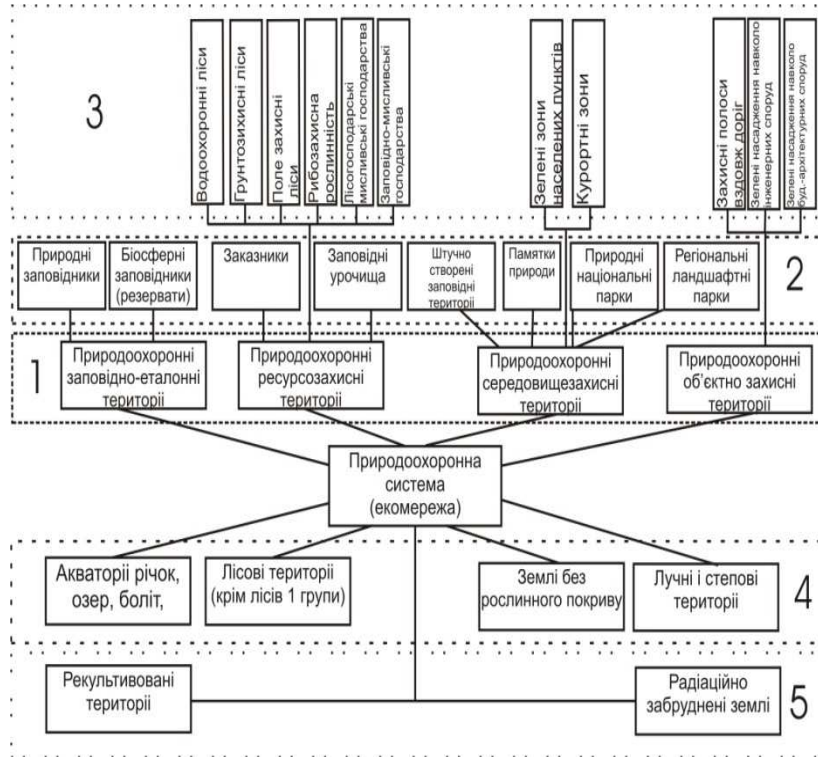 3
Водоохоронні ліси
Грунтозихисні ліси
Поле захисні
ліси
Рибозахисна
рослинність
Лісогосподарські
мисливські господарства
Заповідно-мисливські
господарства
Зелені зони
населених пунктів
Курортні зони
Захисні полоси
вздовж доріг
Зелені насадження навколо
інженерних споруд
Зелені насадження навколо
буд.-архітектурних споруд
2
Природні
заповідники
Біосферні
заповідники
(резервати)
Заказники
Заповідні
урочища
Штучно
створені
заповідні
території
Памятки
природи
Природні
національні
парки
Регіональні
ландшафтні
парки
1
Природоохоронні
заповідно-еталонні
території
Природоохоронні
ресурсозахисні
території
Природоохоронні
середовищезахисні
території
Природоохоронні
об'єктно захисні
території
Природоохоронна
система
(екомережа)
Акваторії річок,
озер, боліт,
Лісові території
(крім лісів 1 групи)
Землі без
рослинного покриву
Лучні і степові
території
4
Рекультивовані
території
Радіаційно
забруднені землі
5